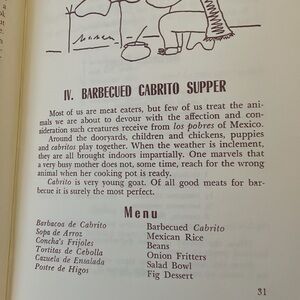 IV. BARBECUED CABRITO SUPPER
Most of us are meat eaters, but few of us treat the ani-
mals we are about to devour with the affection and con-
sideration such creatures receive from los pobres of Mexico.
Around the dooryards, children and chickens, puppies
and cabritos play together. When the weather is inclement,
they are all brought indoors impartially. One marvels that
a very busy mother does not, some time, reach for the wrong
animal when her cooking pot is ready.
Cabrito is very young goat. Of all good meats for bar-
becue it is surely the most perfect.
Menu
Barbacoa de Cabrito Barbecued Cabrito
Sopa de Arroz Mexican Rice
Concha's Frijoles Beans
Tortitas de Cebolla Onion Fritters
Cazuela de Ensalada Salad Bowl
Postre de Higos Fig Dessert
31